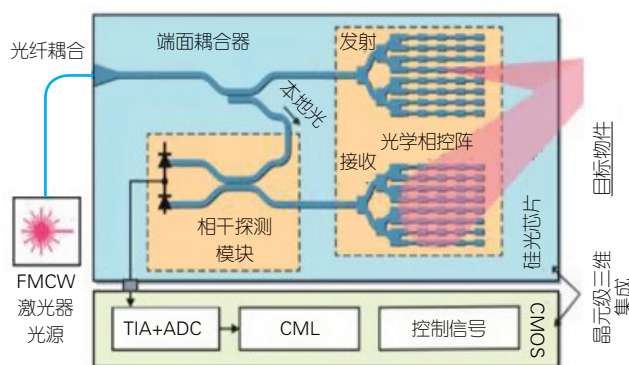 光纤耦合
端面耦合器
发射
本地光
光学相控阵
接收
目标物件
相干探测
模块
硅光芯片
FMCW
激光器
光源
晶元级三维
集成
TIA+ADC
CML
控制信号
CMOS